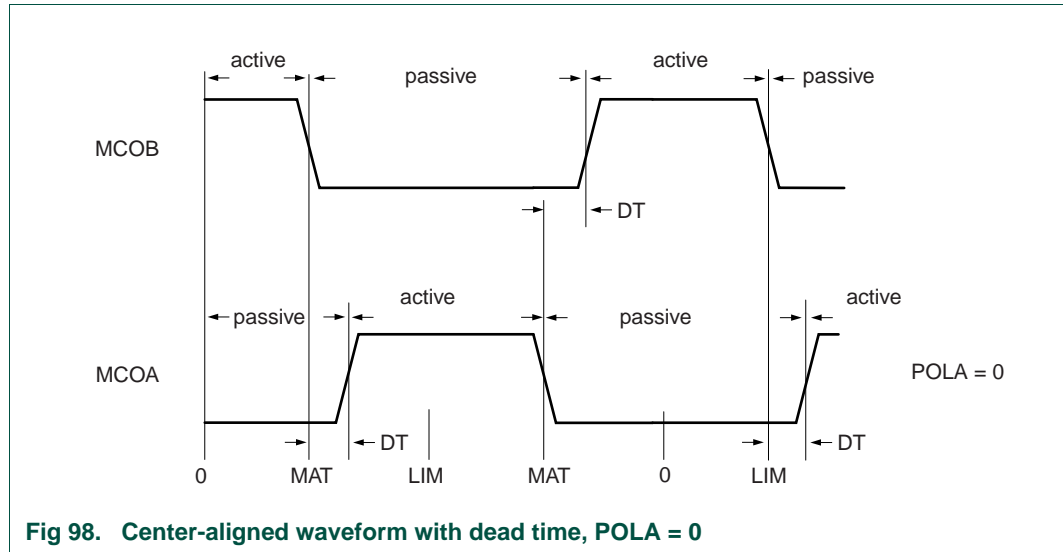 active active
passive passive
MCOB
DT
active active
passive passive
MCOA POLA = 0
DT DT
0 MAT LIM MAT 0 LIM
Fig 98. Center-aligned waveform with dead time, POLA = 0